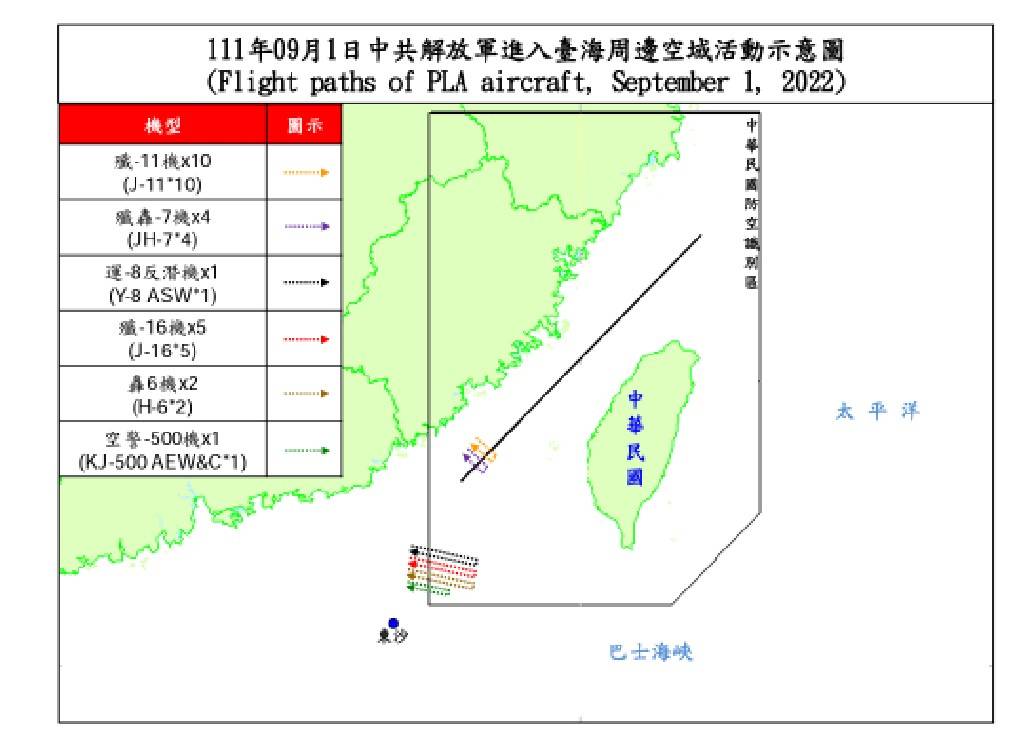 111年09月1日中共解放軍進入臺海周邊空域活動示意圖
(Flight paths of PLA aircraft, September 1, 2022)
機型 圖示
殲-11機x10
(J-11*10)
殲轟-7機x4
(JH-7*4)
運-8反潛機x1
(Y-8 ASW*1)
殲-16機x5
(J-16*5)
轟6機x2
(H-6*2)
空警-500機x1
(KJ-500 AEW&C*1)
中華民國防空識別區
中華民國
太平洋
東沙
巴士海峽